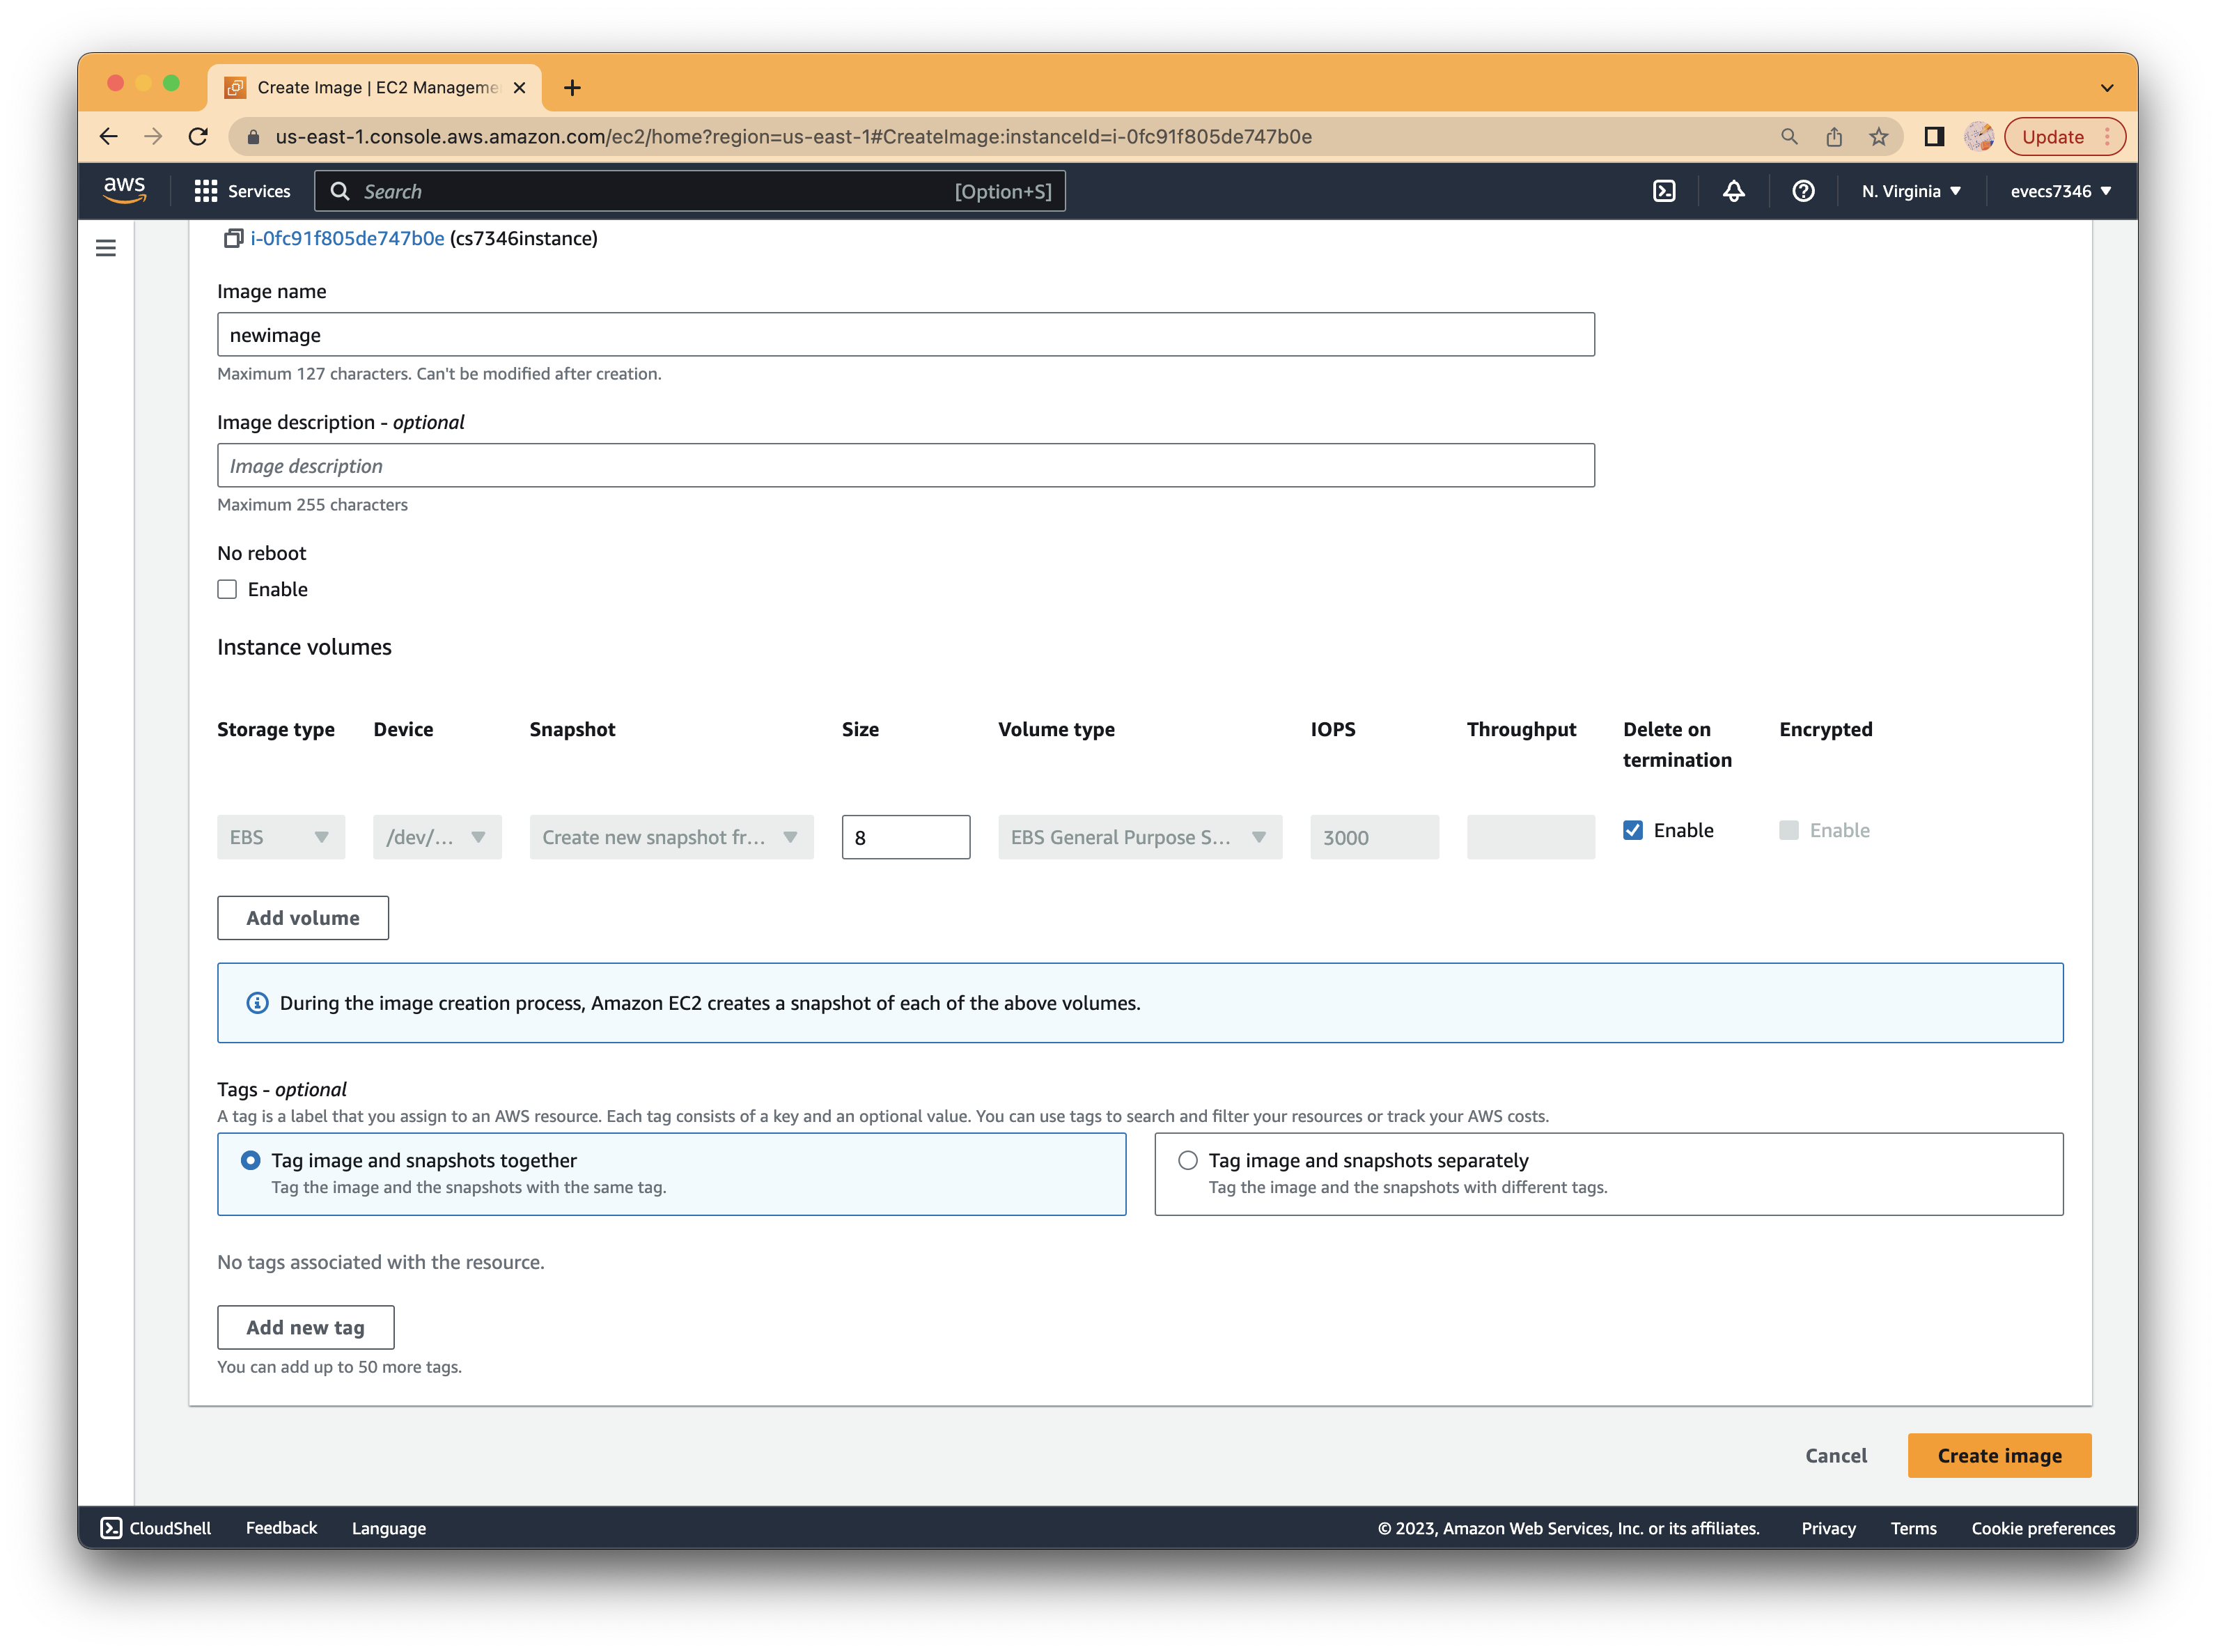 Create Image | EC2 Manageme
us-east-1.console.aws.amazon.com/ec2/home?region=us-east-1#CreateImage:instanceId=i-0fc91f805de747b0e
Update
aws
Services
Search
[Option+S]
N. Virginia
evecs7346
i-0fc91f805de747b0e (cs7346instance)
Image name
newimage
Maximum 127 characters. Can't be modified after creation.
Image description - optional
Image description
Maximum 255 characters
No reboot
Enable
Instance volumes
Storage type Device Snapshot Size Volume type IOPS Throughput Delete on termination Encrypted
EBS /dev/... Create new snapshot fr... 8 EBS General Purpose S... 3000 Enable Enable
Add volume
During the image creation process, Amazon EC2 creates a snapshot of each of the above volumes.
Tags - optional
A tag is a label that you assign to an AWS resource. Each tag consists of a key and an optional value. You can use tags to search and filter your resources or track your AWS costs.
Tag image and snapshots together
Tag the image and the snapshots with the same tag.
Tag image and snapshots separately
Tag the image and the snapshots with different tags.
No tags associated with the resource.
Add new tag
You can add up to 50 more tags.
Cancel
Create image
CloudShell Feedback Language © 2023, Amazon Web Services, Inc. or its affiliates. Privacy Terms Cookie preferences